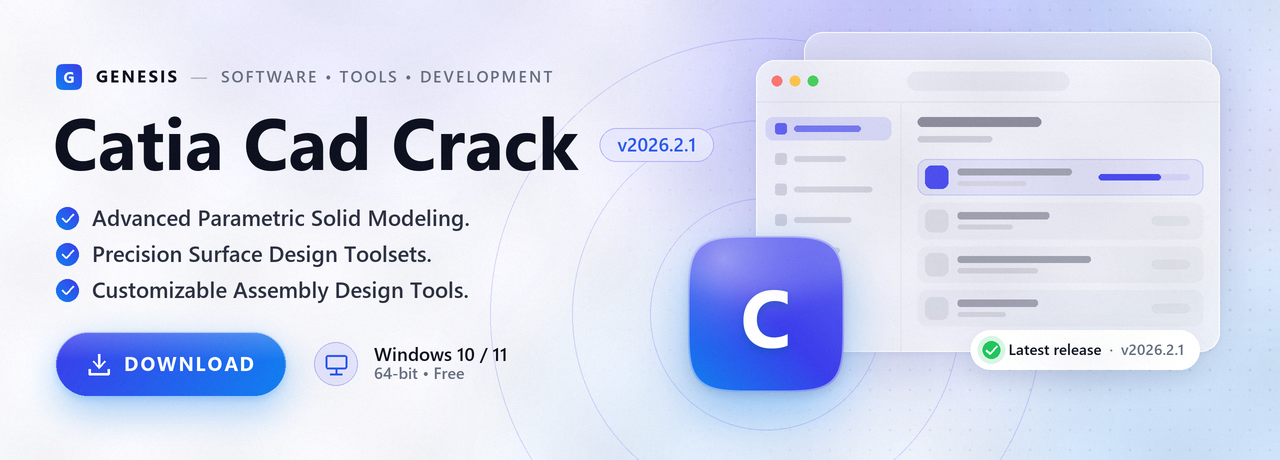 G GENESIS — SOFTWARE • TOOLS • DEVELOPMENT
Catia Cad Crack v2026.2.1
Advanced Parametric Solid Modeling.
Precision Surface Design Toolsets.
Customizable Assembly Design Tools.
DOWNLOAD
Windows 10 / 11
64-bit • Free
C
Latest release · v2026.2.1